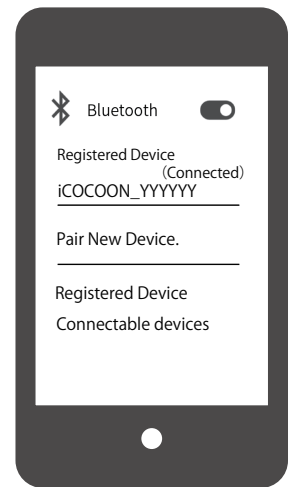 Bluetooth
Registered Device
（Connected）
iCOCOON_YYYYYY
Pair New Device.
Registered Device
Connectable devices